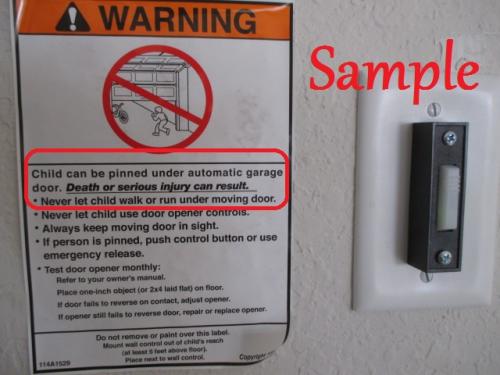 WARNING
Sample
Child can be pinned under automatic garage
door. Death or serious injury can result.
• Never let child walk or run under moving door.
• Never let child use door opener controls.
• Always keep moving door in sight.
• If person is pinned, push control button or use
emergency release.
• Test door opener monthly:
Refer to your owner's manual.
Place one-inch object (or 2x4 laid flat) on floor.
If door fails to reverse on contact, adjust opener.
If opener still fails to reverse door, repair or replace opener.
Do not remove or paint over this label.
Mount wall control out of child's reach
(at least 5 feet above floor).
Place next to wall control.
114A1529
Copyright